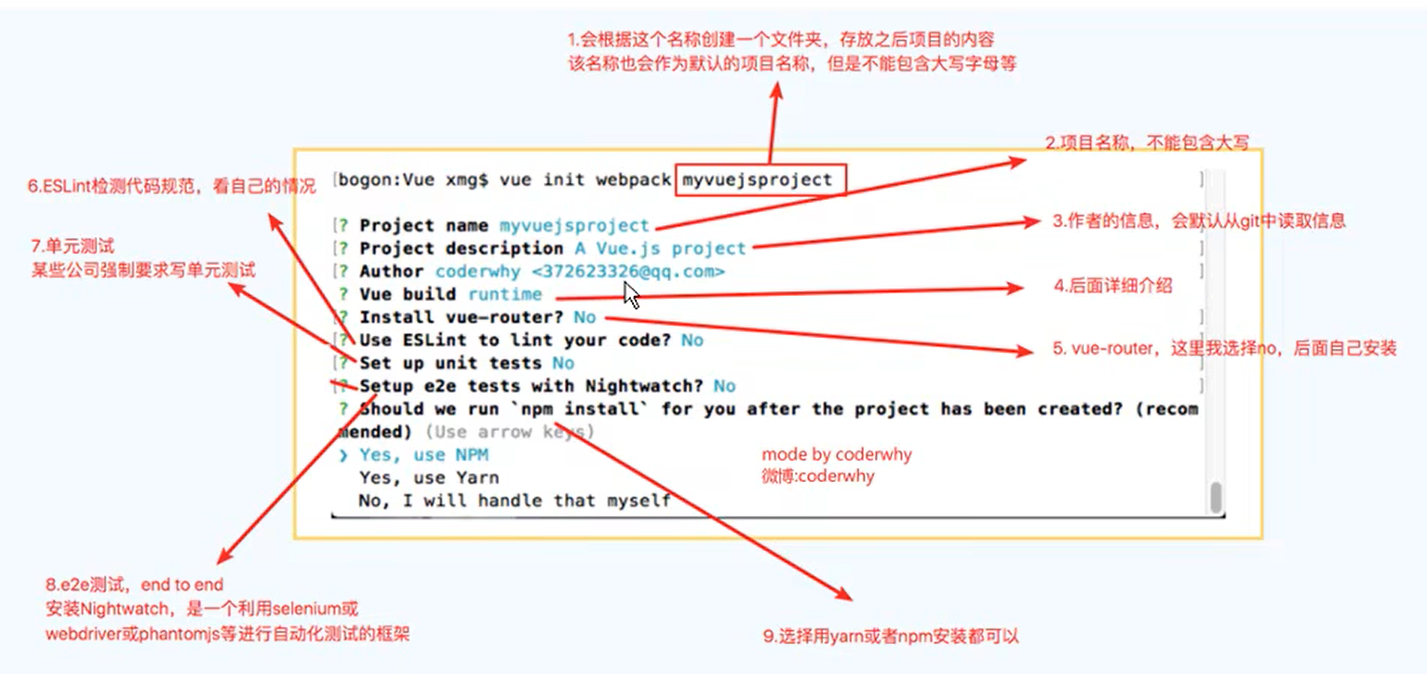 1.会根据这个名称创建一个文件夹，存放之后项目的内容
该名称也会作为默认的项目名称，但是不能包含大写字母等
2.项目名称，不能包含大写
6.ESLint检测代码规范，看自己的情况
[bogon:Vue xmg$ vue init webpack myvuejsproject ]
3.作者的信息，会默认从git中读取信息
7.单元测试
某些公司强制要求写单元测试
[? Project name myvuejsproject ]
[? Project description A Vue.js project ]
[? Author coderwhy <372623326@qq.com> ]
? Vue build runtime
4.后面详细介绍
[? Install vue-router? No ]
5. vue-router，这里我选择no，后面自己安装
[? Use ESLint to lint your code? No ]
[? Set up unit tests No ]
[? Setup e2e tests with Nightwatch? No ]
? Should we run `npm install` for you after the project has been created? (recom
mended) (Use arrow keys)
❯ Yes, use NPM
Yes, use Yarn
No, I will handle that myself
mode by coderwhy
微博:coderwhy
8.e2e测试，end to end
安装Nightwatch，是一个利用selenium或
webdriver或phantomjs等进行自动化测试的框架
9.选择用yarn或者npm安装都可以